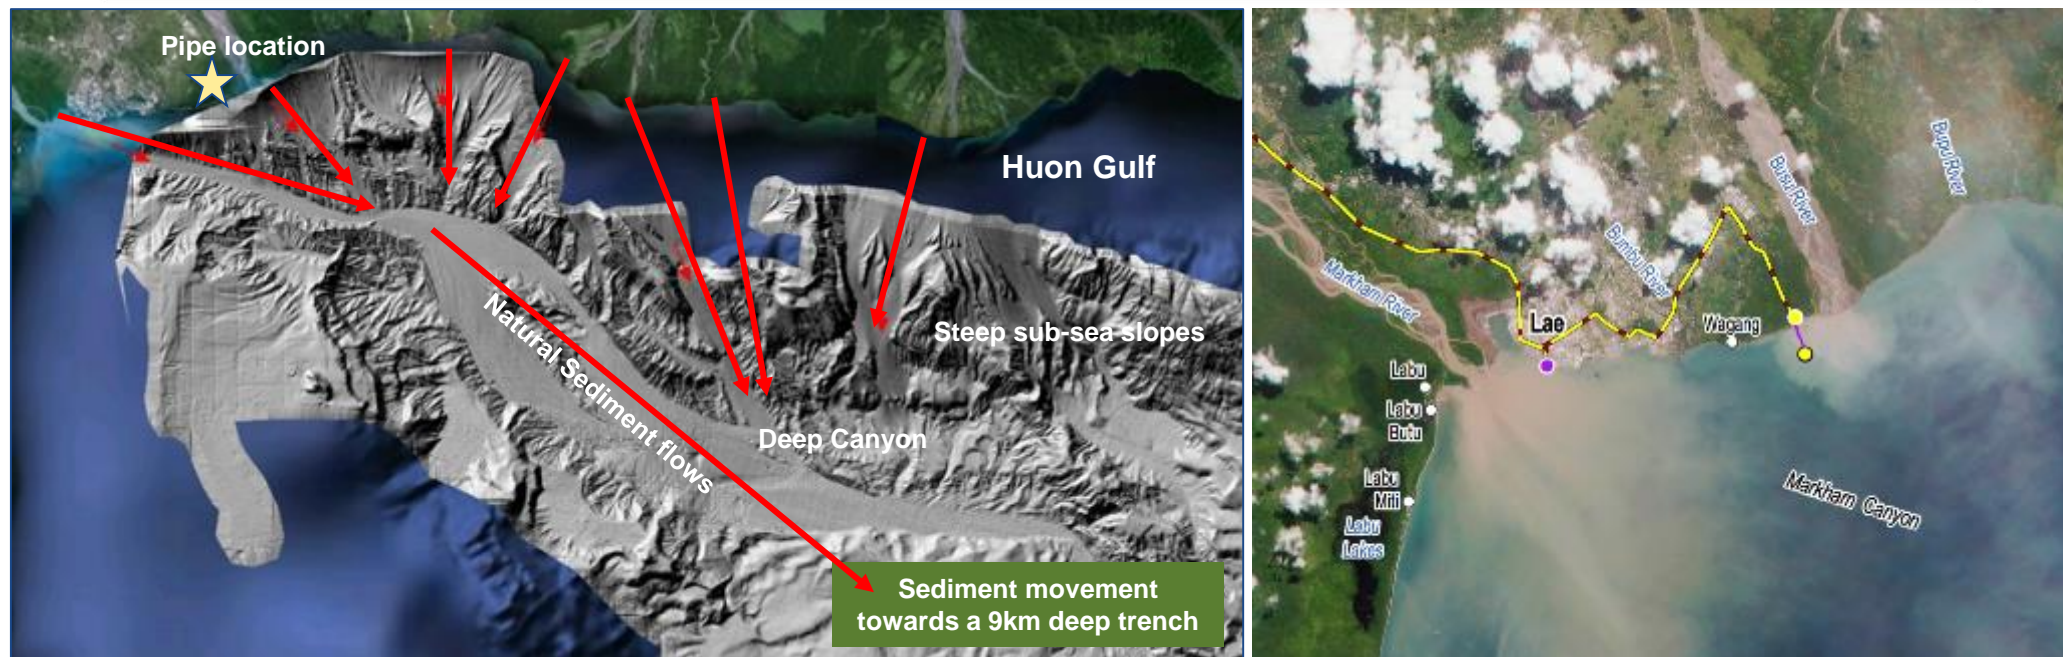 Pipe location
Huon Gulf
Steep sub-sea slopes
Natural Sediment flows
Deep Canyon
Sediment movement
towards a 9km deep trench
Bupu River
Busu River
Bumbu River
Markham River
Lae
Wagang
Labu
Labu
Butu
Labu
Miti
Labu
Lakes
Markham Canyon